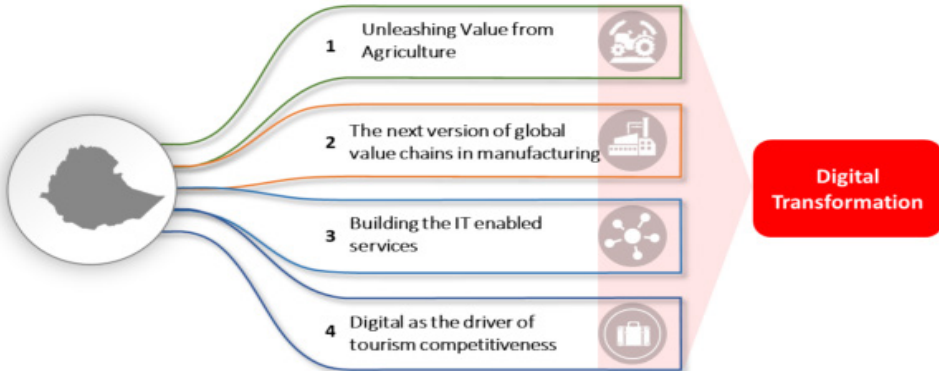 1 Unleashing Value from
Agriculture
2 The next version of global
value chains in manufacturing
3 Building the IT enabled
services
4 Digital as the driver of
tourism competitiveness
Digital
Transformation